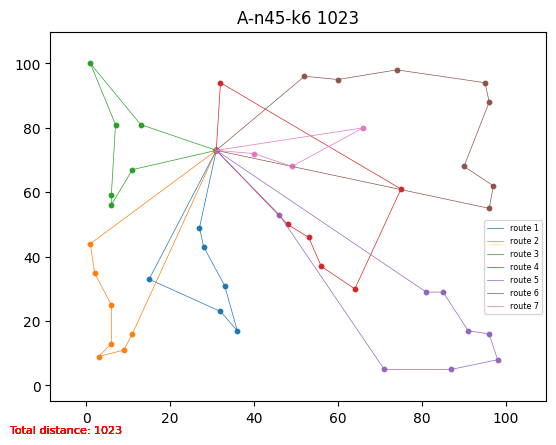 A-n45-k6 1023
100
80
60
40
20
0
route 1
route 2
route 3
route 4
route 5
route 6
route 7
0 20 40 60 80 100
Total distance: 1023